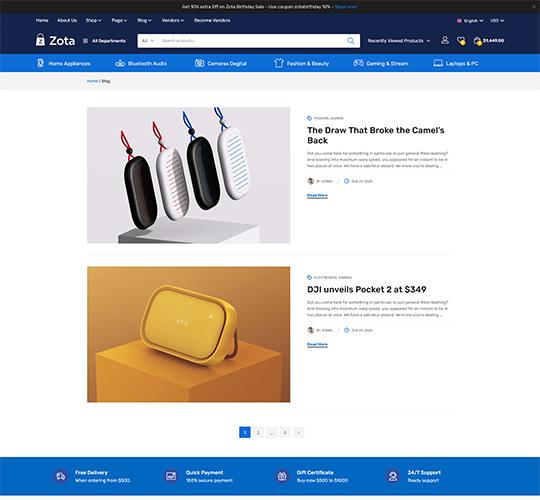 Get 10% extra Off on Zota Birthday Sale - Use coupon zotabirthday 10% - Shop now!
Home About Us Shop Page Blog Vendors Become Vendors English USD
Zota All Departments All Search products... Recently Viewed Products $1,449.00
Home Appliances Bluetooth Audio Cameras Degital Fashion & Beauty Gaming & Stream Laptops & PC
Home / Blog
FASHION, GAMING
The Draw That Broke the Camel's
Back
Did you come here for something in particular or just general Riker-bashing?
And blowing into maximum warp speed, you appeared for an instant to be in
two places at once. We have a saboteur aboard. We know you're dealing ...
BY ADMIN / JUN 21, 2020
Read More
ELECTRONICS, GAMING
DJI unveils Pocket 2 at $349
Did you come here for something in particular or just general Riker-bashing?
And blowing into maximum warp speed, you appeared for an instant to be in
two places at once. We have a saboteur aboard. We know you're dealing ...
BY ADMIN / JUN 21, 2020
Read More
1 2 ...
Free Delivery Quick Payment Gift Certificate 24/7 Support
When ordering from $500. 100% secure payment Buy now $500 to $1000 Ready support